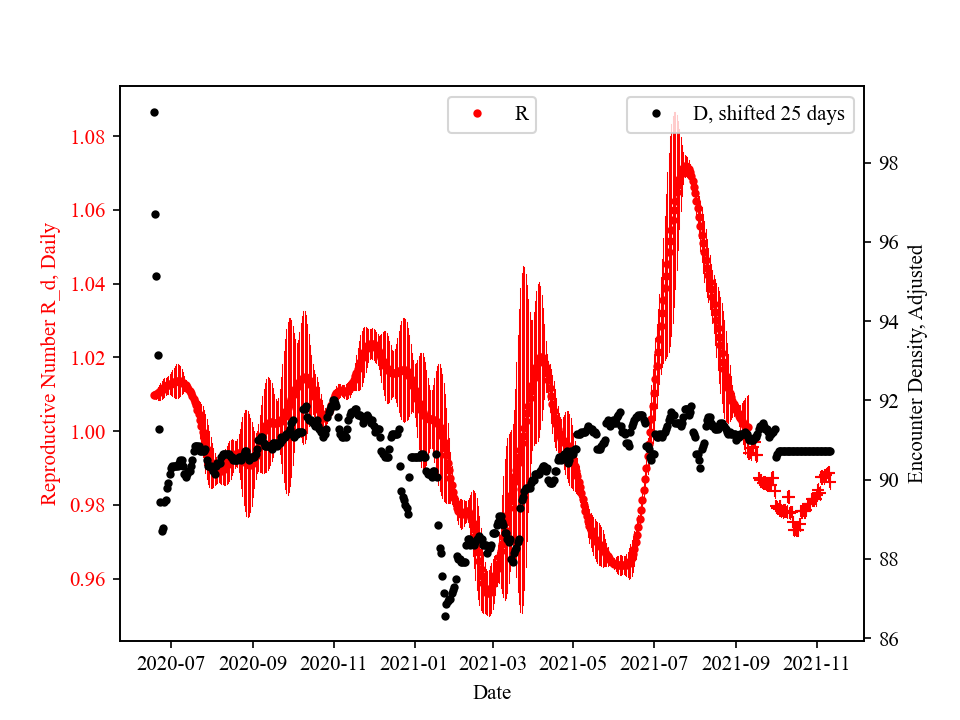 R
D, shifted 25 days
Reproductive Number R_d, Daily
1.08
1.06
1.04
1.02
1.00
0.98
0.96
98
96
94
92
90
88
86
Encounter Density, Adjusted
2020-07 2020-09 2020-11 2021-01 2021-03 2021-05 2021-07 2021-09 2021-11
Date